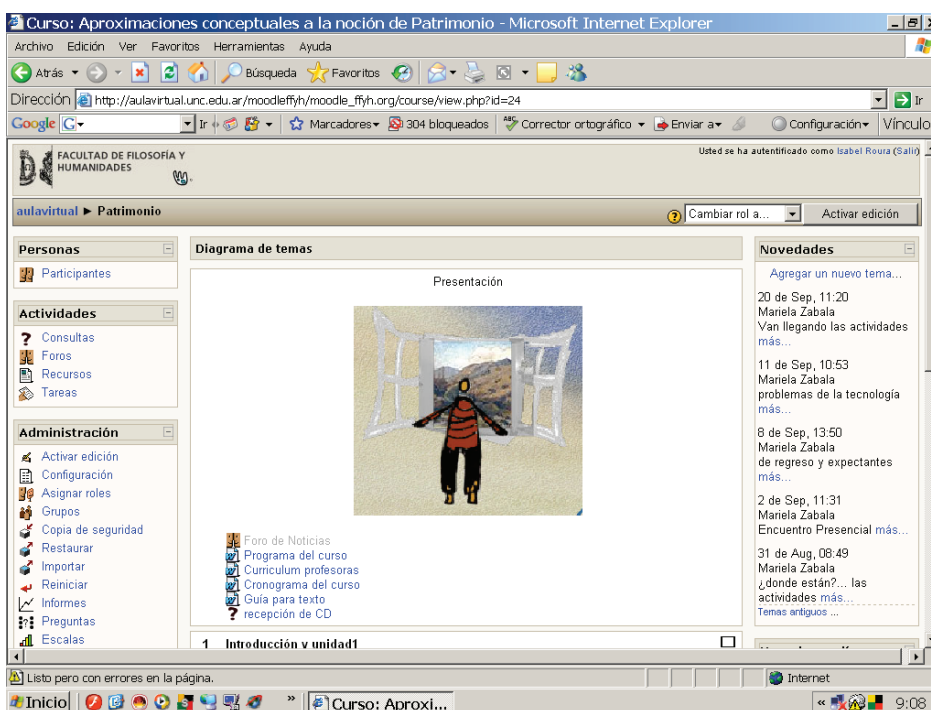 Curso: Aproximaciones conceptuales a la noción de Patrimonio - Microsoft Internet Explorer
Archivo Edición Ver Favoritos Herramientas Ayuda
Atrás Búsqueda Favoritos
Dirección http://aulavirtual.unc.edu.ar/moodleffyh/moodle_ffyh.org/course/view.php?id=24 Ir
Google G Ir Marcadores 304 bloqueados ABC Corrector ortográfico Enviar a Configuración Vínculo
FACULTAD DE FILOSOFÍA Y
HUMANIDADES
Usted se ha autentificado como Isabel Roura (Salir)
aulavirtual ► Patrimonio
Cambiar rol a... Activar edición
Personas
Participantes
Actividades
Consultas
Foros
Recursos
Tareas
Administración
Activar edición
Configuración
Asignar roles
Grupos
Copia de seguridad
Restaurar
Importar
Reiniciar
Informes
Preguntas
Escalas
Diagrama de temas
Presentación
Foro de Noticias
Programa del curso
Curriculum profesoras
Cronograma del curso
Guía para texto
recepción de CD
1 Introducción y unidad1
Novedades
Agregar un nuevo tema...
20 de Sep, 11:20
Mariela Zabala
Van llegando las actividades
más...
11 de Sep, 10:53
Mariela Zabala
problemas de la tecnología
más...
8 de Sep, 13:50
Mariela Zabala
de regreso y expectantes
más...
2 de Sep, 11:31
Mariela Zabala
Encuentro Presencial más...
31 de Aug, 08:49
Mariela Zabala
¿donde están?... las
actividades más...
Temas antiguos ...
Listo pero con errores en la página. Internet
Inicio » Curso: Aproxi... « 9:08